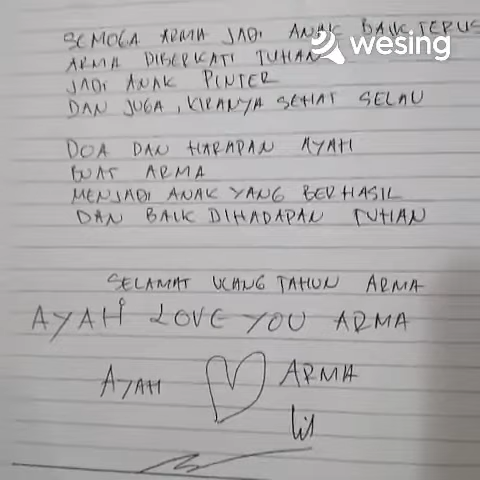 SEMOGA ARMA JADI ANAK BAIK TERUS
wesing
ARMA DIBERKATI TUHAN
JADI ANAK PINTER
DAN JUGA, KIRANYA SEHAT SELALU
DOA DAN HARAPAN AYAH
BUAT ARMA
MENJADI ANAK YANG BERHASIL
DAN BAIK DIHADAPAN TUHAN
SELAMAT ULANG TAHUN ARMA
AYAH LOVE YOU ARMA
AYAH ARMA